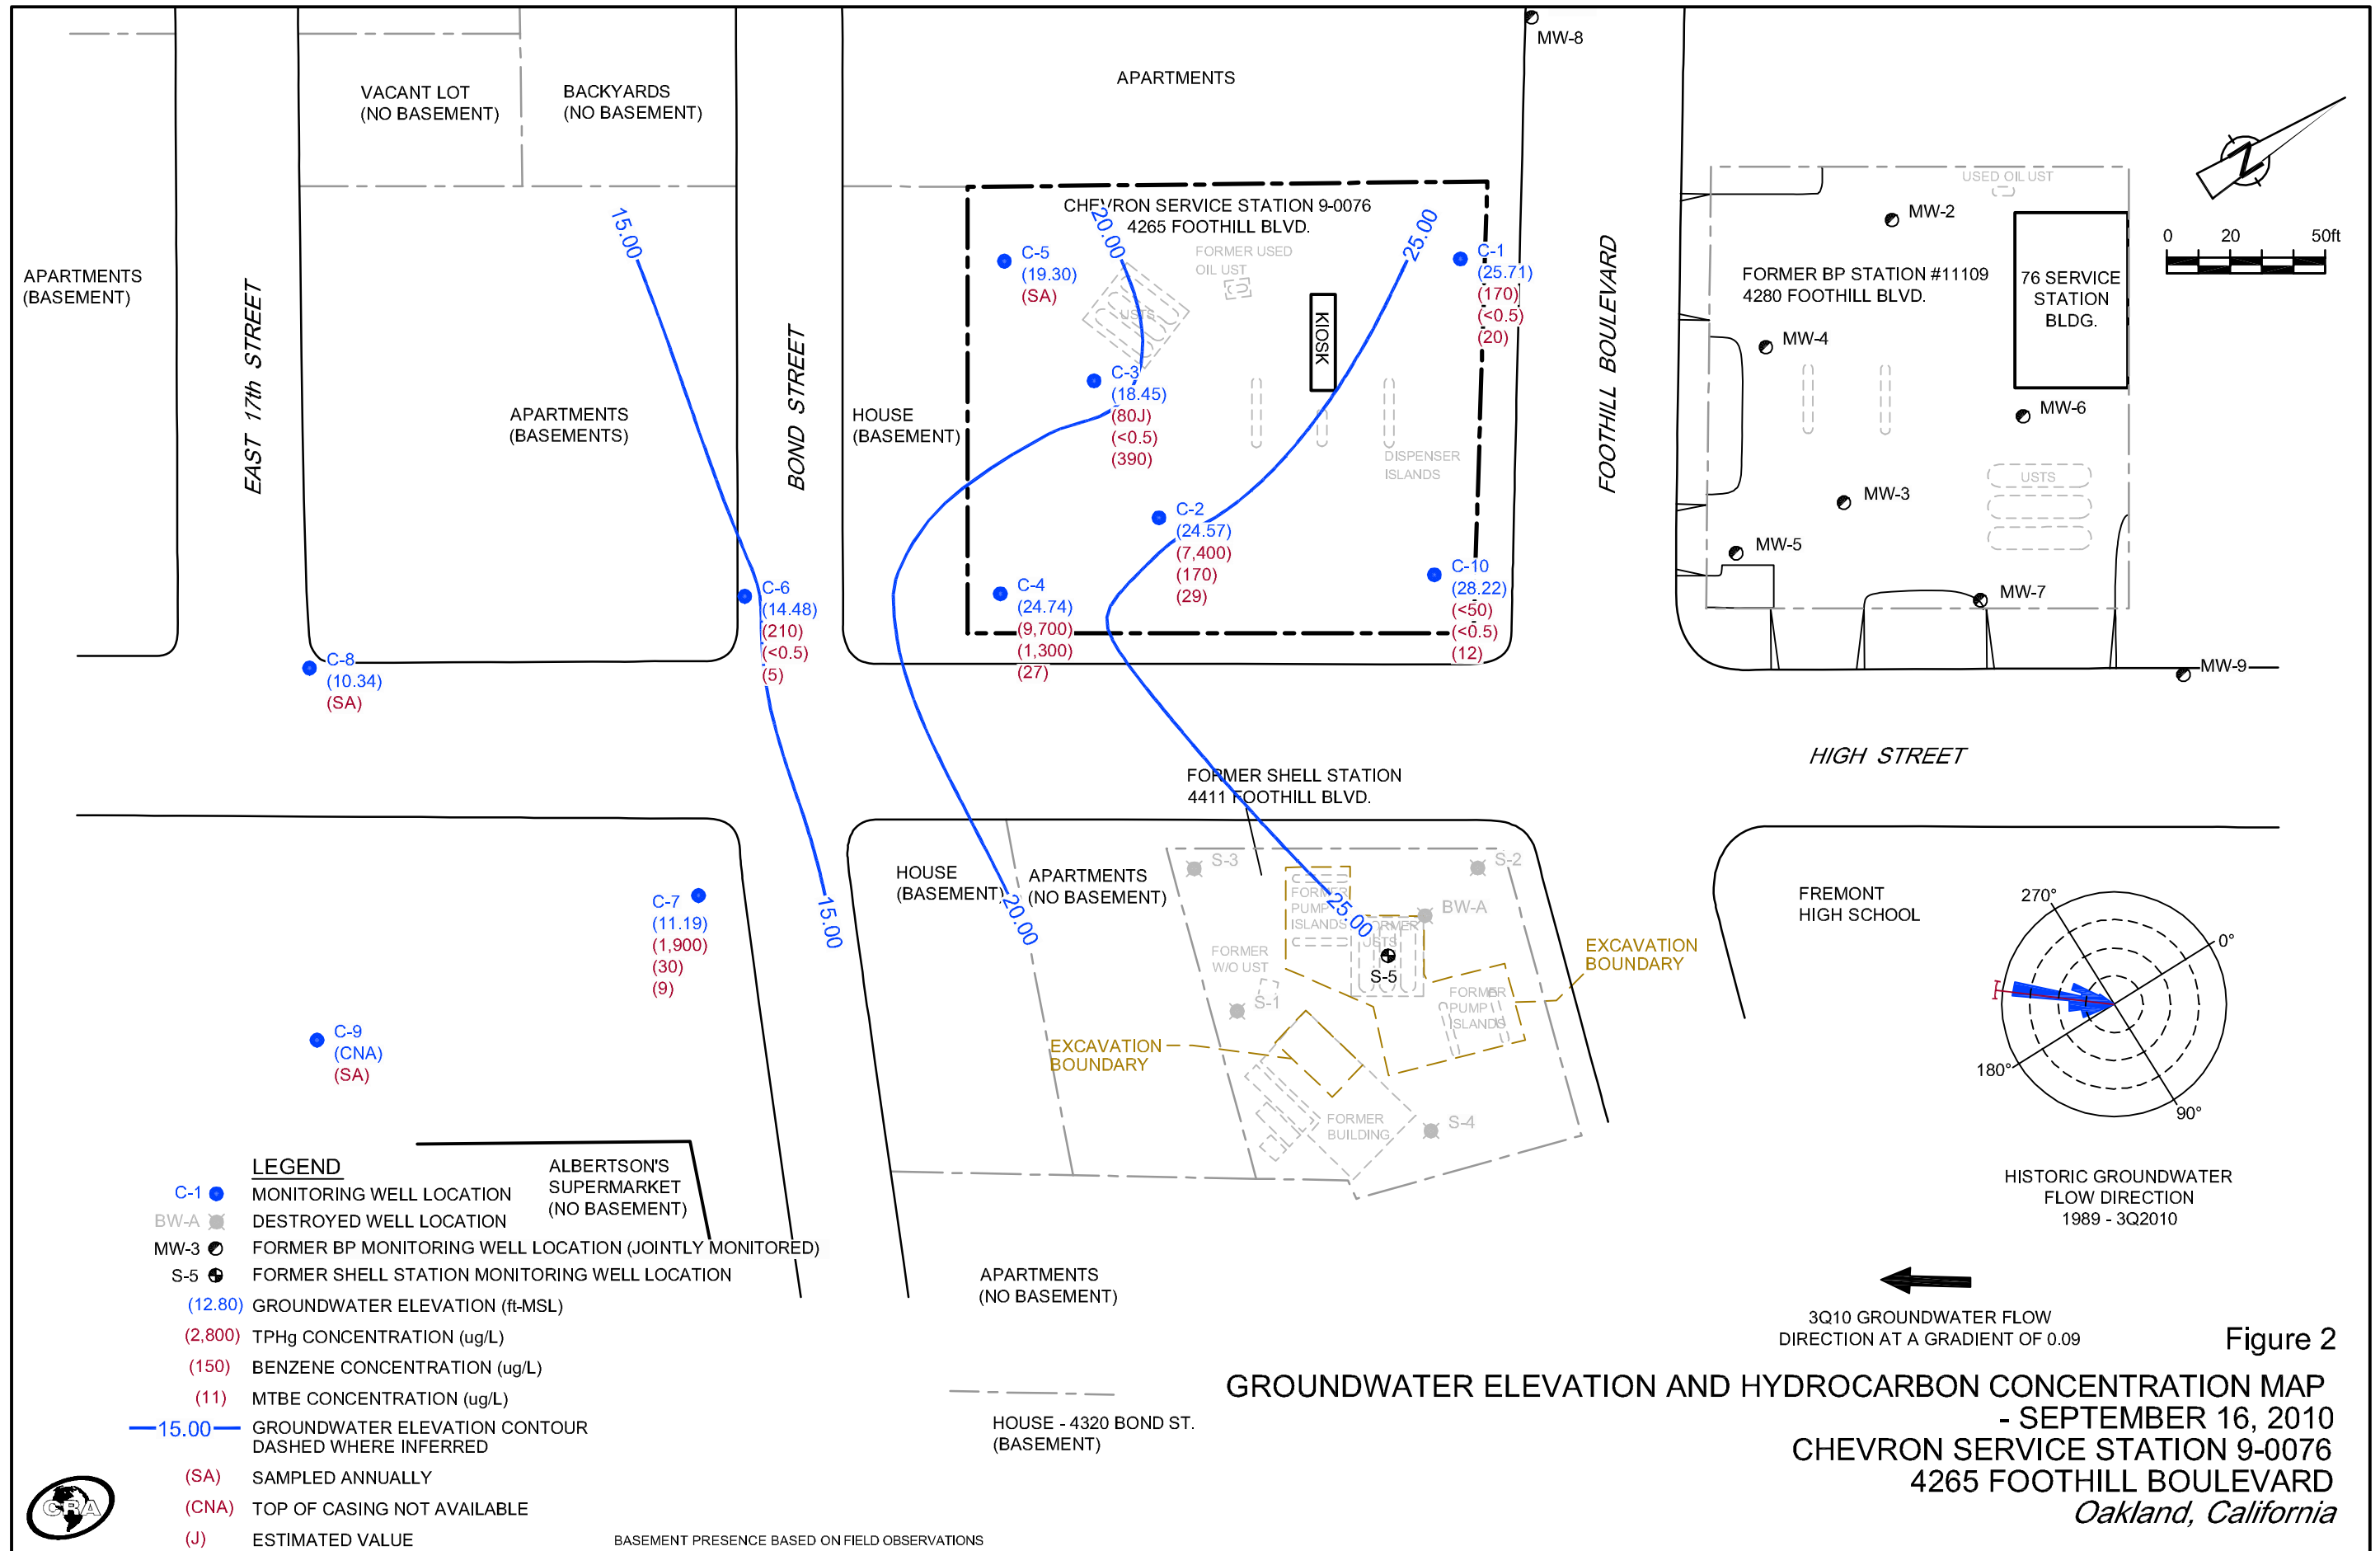 MW-8
APARTMENTS
VACANT LOT
(NO BASEMENT)
BACKYARDS
(NO BASEMENT)
N
0 20 50ft
CHEVRON SERVICE STATION 9-0076
4265 FOOTHILL BLVD.
15.00
20.00
25.00
C-5
(19.30)
(SA)
FORMER USED
OIL UST
USTS
KIOSK
C-1
(25.71)
(170)
(<0.5)
(20)
USED OIL UST
MW-2
FORMER BP STATION #11109
4280 FOOTHILL BLVD.
76 SERVICE
STATION
BLDG.
MW-4
MW-6
USTS
MW-3
MW-5
MW-7
MW-9
APARTMENTS
(BASEMENT)
EAST 17th STREET
APARTMENTS
(BASEMENTS)
BOND STREET
HOUSE
(BASEMENT)
C-3
(18.45)
(80J)
(<0.5)
(390)
DISPENSER
ISLANDS
FOOTHILL BOULEVARD
C-2
(24.57)
(7,400)
(170)
(29)
C-10
(28.22)
(<50)
(<0.5)
(12)
C-4
(24.74)
(9,700)
(1,300)
(27)
C-6
(14.48)
(210)
(<0.5)
(5)
C-8
(10.34)
(SA)
HIGH STREET
FORMER SHELL STATION
4411 FOOTHILL BLVD.
C-7
(11.19)
(1,900)
(30)
(9)
15.00
HOUSE
(BASEMENT)
20.00
APARTMENTS
(NO BASEMENT)
S-3
S-2
FORMER
PUMP
ISLANDS
25.00
BW-A
FORMER
USTS
S-5
FORMER
W/O UST
S-1
FORMER
PUMP
ISLANDS
EXCAVATION
BOUNDARY
EXCAVATION
BOUNDARY
FORMER
BUILDING
S-4
FREMONT
HIGH SCHOOL
270°
0°
180°
90°
HISTORIC GROUNDWATER
FLOW DIRECTION
1989 - 3Q2010
C-9
(CNA)
(SA)
ALBERTSON'S
SUPERMARKET
(NO BASEMENT)
APARTMENTS
(NO BASEMENT)
HOUSE - 4320 BOND ST.
(BASEMENT)
3Q10 GROUNDWATER FLOW
DIRECTION AT A GRADIENT OF 0.09
LEGEND
C-1 MONITORING WELL LOCATION
BW-A DESTROYED WELL LOCATION
MW-3 FORMER BP MONITORING WELL LOCATION (JOINTLY MONITORED)
S-5 FORMER SHELL STATION MONITORING WELL LOCATION
(12.80) GROUNDWATER ELEVATION (ft-MSL)
(2,800) TPHg CONCENTRATION (ug/L)
(150) BENZENE CONCENTRATION (ug/L)
(11) MTBE CONCENTRATION (ug/L)
15.00 GROUNDWATER ELEVATION CONTOUR
DASHED WHERE INFERRED
(SA) SAMPLED ANNUALLY
(CNA) TOP OF CASING NOT AVAILABLE
(J) ESTIMATED VALUE
CRA
BASEMENT PRESENCE BASED ON FIELD OBSERVATIONS
Figure 2
GROUNDWATER ELEVATION AND HYDROCARBON CONCENTRATION MAP
- SEPTEMBER 16, 2010
CHEVRON SERVICE STATION 9-0076
4265 FOOTHILL BOULEVARD
Oakland, California